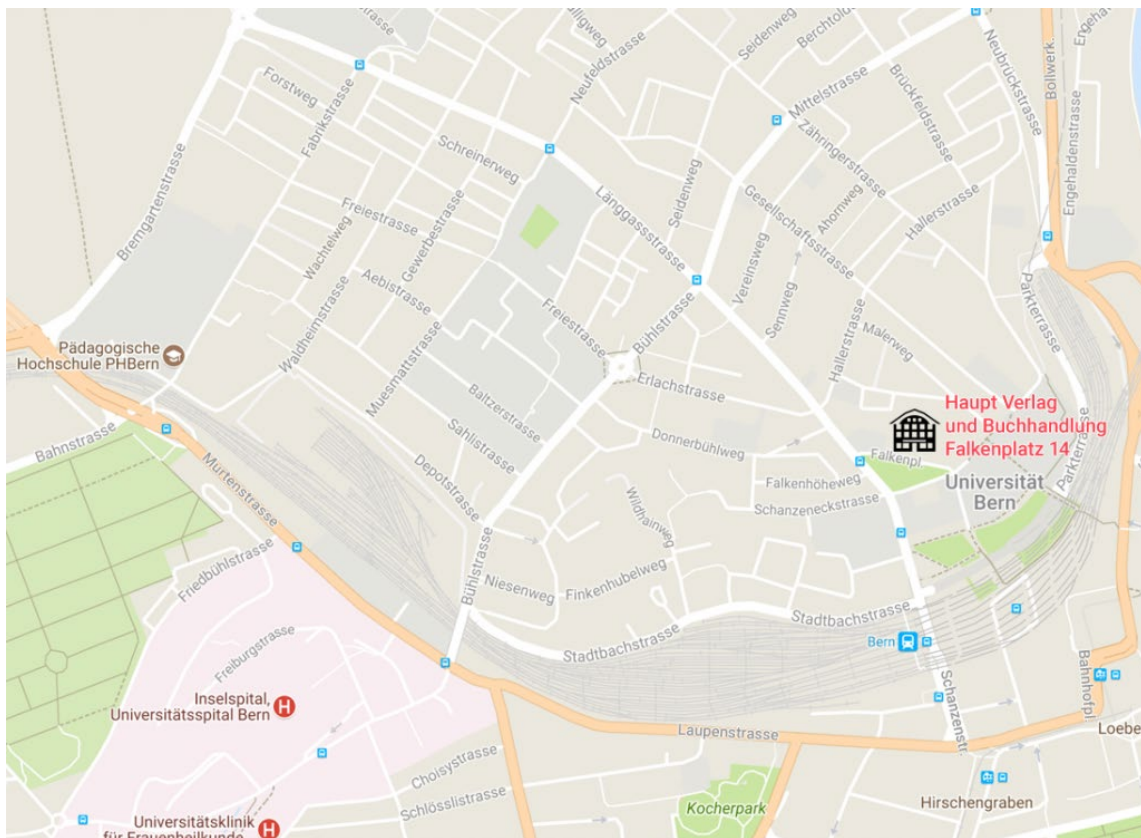 ulligweg
Seidenweg
Berchtold
Engeha
Neubrückstrasse
Bollwerk
Neufeldstrasse
Forstweg
Fabrikstrasse
Mittelstrasse
Brückfeldstrasse
Bremgartenstrasse
Schreinerweg
Zähringerstrasse
Engehaldenstrasse
Länggassstrasse
Seidenweg
Gesellschaftsstrasse
Ahornweg
Hallerstrasse
Freiestrasse
Wachtelweg
Gewerbestrasse
Aebistrasse
Vereinsweg
Sennweg
Parkterrasse
Freiestrasse
Bühlstrasse
Hallerstrasse
Malerweg
Waldheimstrasse
Pädagogische
Hochschule PHBern
Muesmattstrasse
Erlachstrasse
Baltzerstrasse
Haupt Verlag
und Buchhandlung
Falkenplatz 14
Bahnstrasse
Sahlistrasse
Donnerbühlweg
Falkenpl.
Parkterrasse
Murtenstrasse
Depotstrasse
Falkenhöheweg
Universität
Bern
Wildhainweg
Schanzeneckstrasse
Friedbühlstrasse
Bühlstrasse
Niesenweg
Finkenhubelweg
Stadtbachstrasse
Stadtbachstrasse
Freiburgstrasse
Bern
Bahnhofpl.
Inselspital,
Universitätsspital Bern
H
Schanzenstr.
Laupenstrasse
Loebe
Choisystrasse
Schlösslistrasse
Kocherpark
Hirschengraben
Universitätsklinik
für Frauenheilkunde
H